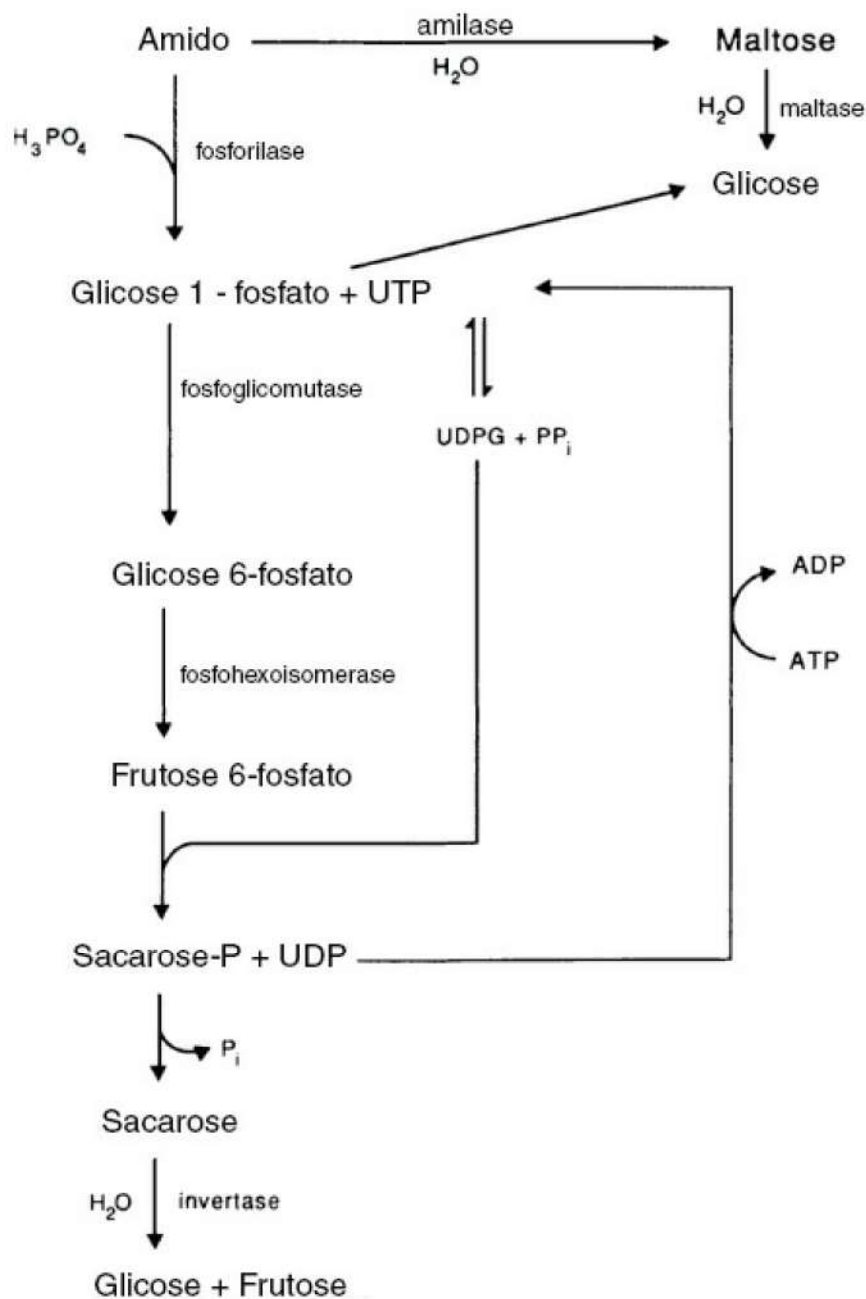 Amido
amilase
H₂O
Maltose
H₂O
maltase
H₃PO₄
fosforilase
Glicose
Glicose 1 - fosfato + UTP
fosfoglicomutase
UDPG + PPᵢ
Glicose 6-fosfato
ADP
fosfohexoisomerase
ATP
Frutose 6-fosfato
Sacarose-P + UDP
Pᵢ
Sacarose
H₂O
invertase
Glicose + Frutose